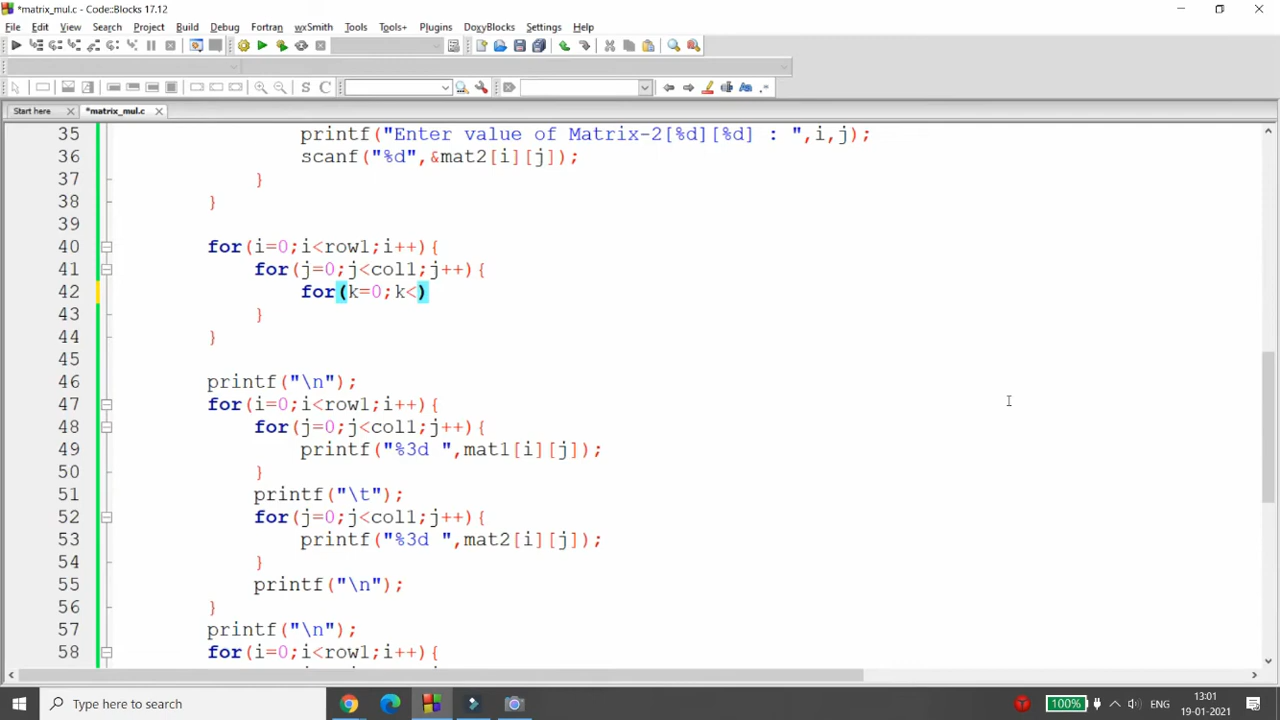 *matrix_mul.c - Code::Blocks 17.12
File Edit View Search Project Build Debug Fortran wxSmith Tools Tools+ Plugins DoxyBlocks Settings Help
S C
Start here *matrix_mul.c
35 printf("Enter value of Matrix-2[%d][%d] : ",i,j);
36 scanf("%d",&mat2[i][j]);
37 }
38 }
39
40 for(i=0;i<row1;i++){
41 for(j=0;j<col1;j++){
42 for(k=0;k<)
43 }
44 }
45
46 printf("\n");
47 for(i=0;i<row1;i++){
48 for(j=0;j<col1;j++){
49 printf("%3d ",mat1[i][j]);
50 }
51 printf("\t");
52 for(j=0;j<col1;j++){
53 printf("%3d ",mat2[i][j]);
54 }
55 printf("\n");
56 }
57 printf("\n");
58 for(i=0;i<row1;i++){
Type here to search
100%
ENG
13:01
19-01-2021